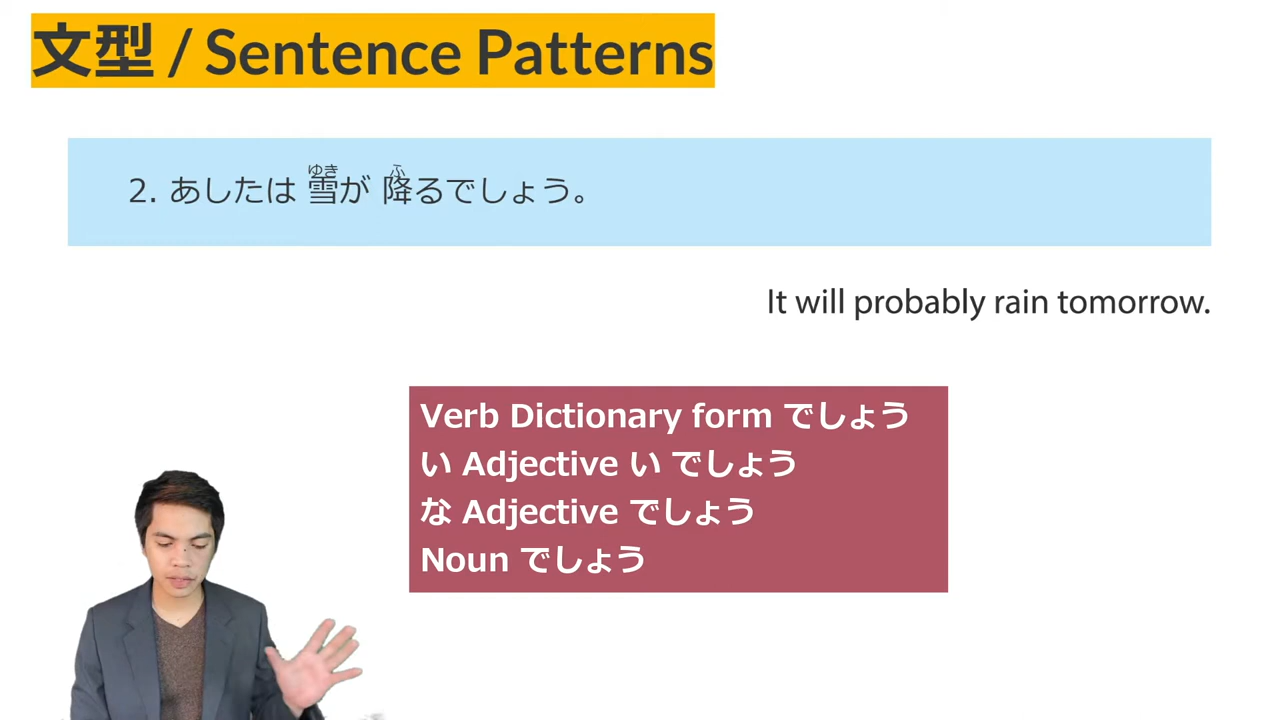 文型 / Sentence Patterns
2. あしたは 雪が 降るでしょう。
ゆき ふ
It will probably rain tomorrow.
Verb Dictionary form でしょう
い Adjective い でしょう
な Adjective でしょう
Noun でしょう